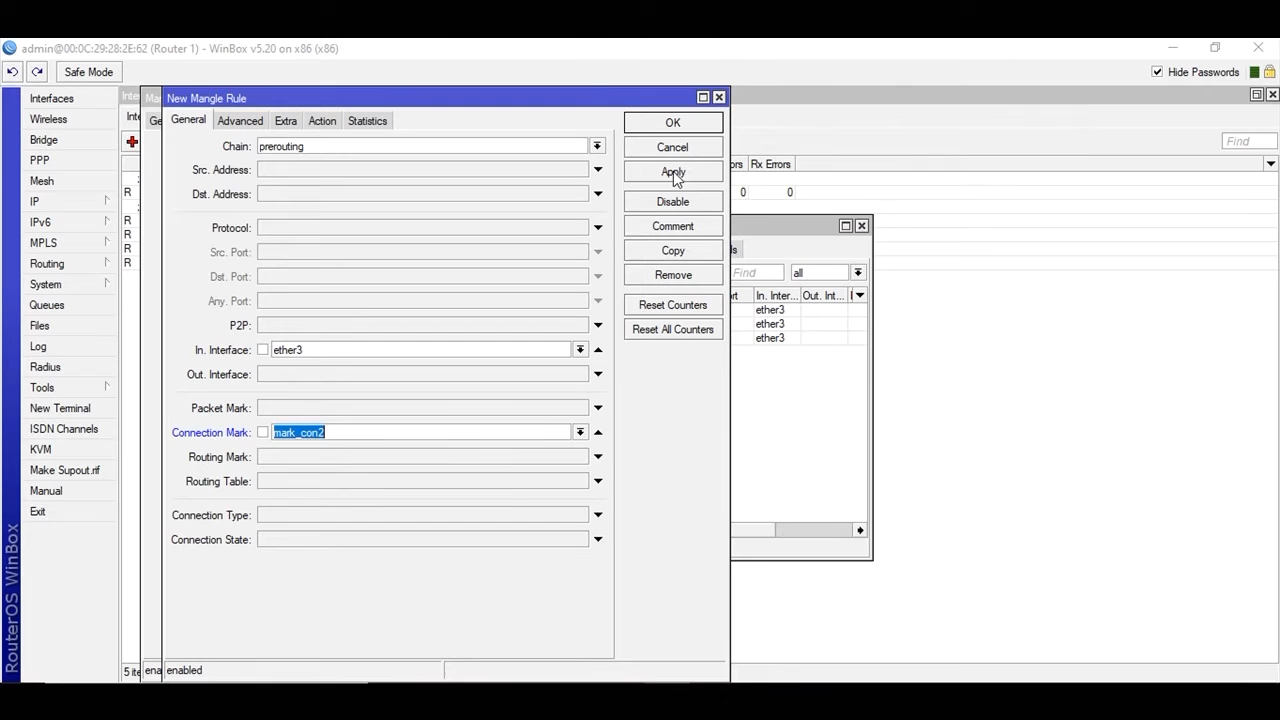 admin@00:0C:29:28:2E:62 (Router 1) - WinBox v5.20 on x86 (x86)
Safe Mode
Hide Passwords
Interfaces
Wireless
Bridge
PPP
Mesh
IP
IPv6
MPLS
Routing
System
Queues
Files
Log
Radius
Tools
New Terminal
ISDN Channels
KVM
Make Supout.rif
Manual
Exit
RouterOS WinBox
New Mangle Rule
General Advanced Extra Action Statistics
Chain: prerouting
Src. Address:
Dst. Address:
Protocol:
Src. Port:
Dst. Port:
Any. Port:
P2P:
In. Interface: ether3
Out. Interface:
Packet Mark:
Connection Mark: mark_con2
Routing Mark:
Routing Table:
Connection Type:
Connection State:
enabled
OK
Cancel
Apply
Disable
Comment
Copy
Remove
Reset Counters
Reset All Counters
Find
Rx Errors
0 0
R
R
R
R
R
Find all
In. Inter... Out. Int...
ether3
ether3
ether3